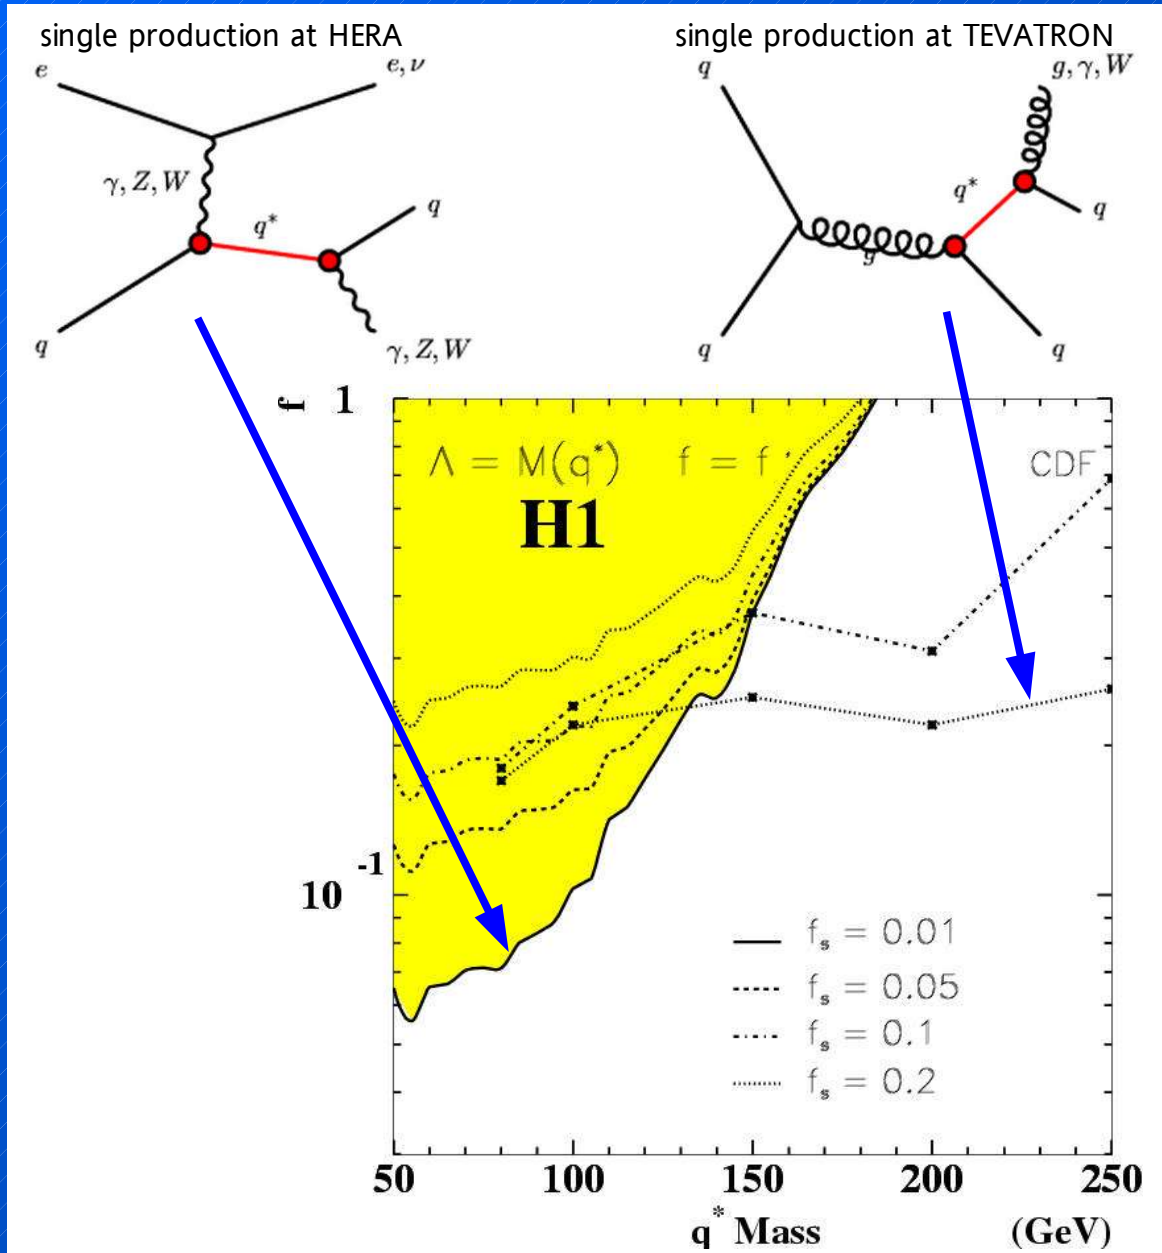 single production at HERA
single production at TEVATRON
e
e, ν
γ, Z, W
q*
q
q
γ, Z, W
q
g, γ, W
q*
q
g
q
q
f
1
Λ = M(q*) f = f '
CDF
H1
10 -1
f_s = 0.01
f_s = 0.05
f_s = 0.1
f_s = 0.2
50 100 150 200 250
q* Mass (GeV)